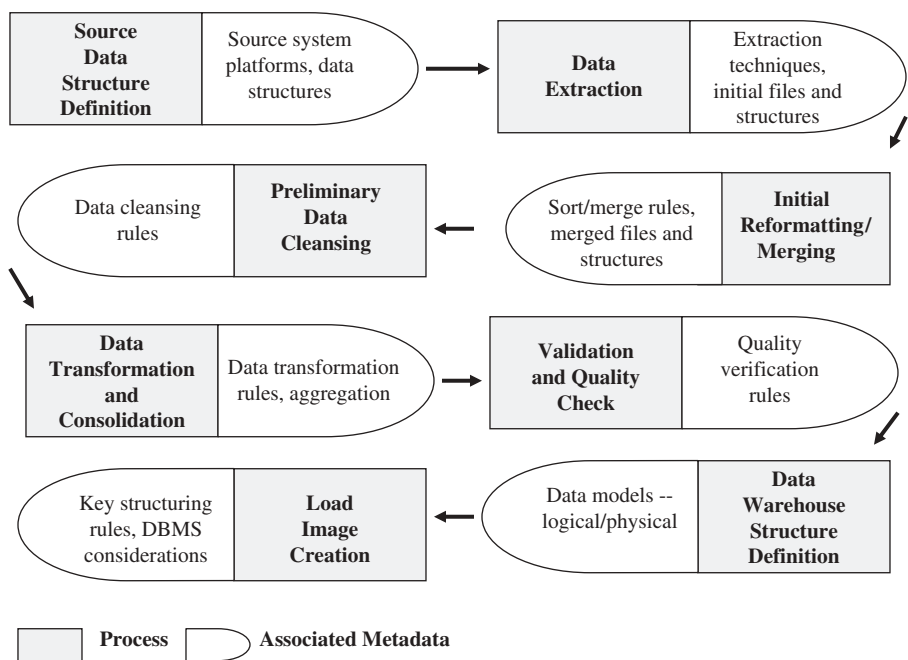 Source
Data
Structure
Definition
Source system
platforms, data
structures
Data
Extraction
Extraction
techniques,
initial files and
structures
Initial
Reformatting/
Merging
Sort/merge rules,
merged files and
structures
Preliminary
Data
Cleansing
Data cleansing
rules
Data
Transformation
and
Consolidation
Data transformation
rules, aggregation
Validation
and Quality
Check
Quality
verification
rules
Data
Warehouse
Structure
Definition
Data models --
logical/physical
Load
Image
Creation
Key structuring
rules, DBMS
considerations
Process
Associated Metadata